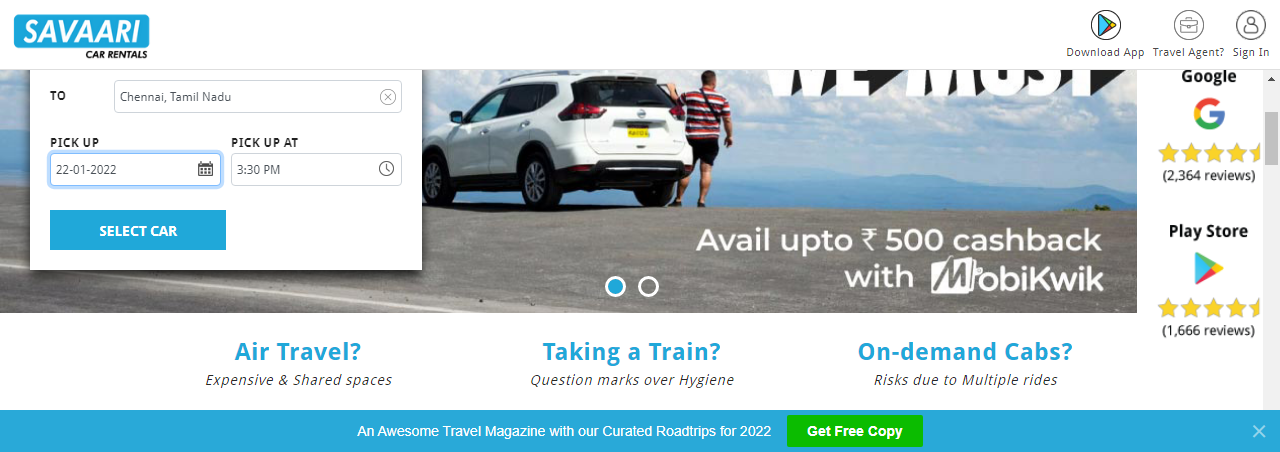 SAVAARI
CAR RENTALS
Download App
Travel Agent?
Sign In
TO
Chennai, Tamil Nadu
PICK UP
PICK UP AT
22-01-2022
3:30 PM
SELECT CAR
Avail upto ₹ 500 cashback
with MobiKwik
Google
(2,364 reviews)
Play Store
(1,666 reviews)
Air Travel?
Expensive & Shared spaces
Taking a Train?
Question marks over Hygiene
On-demand Cabs?
Risks due to Multiple rides
An Awesome Travel Magazine with our Curated Roadtrips for 2022
Get Free Copy